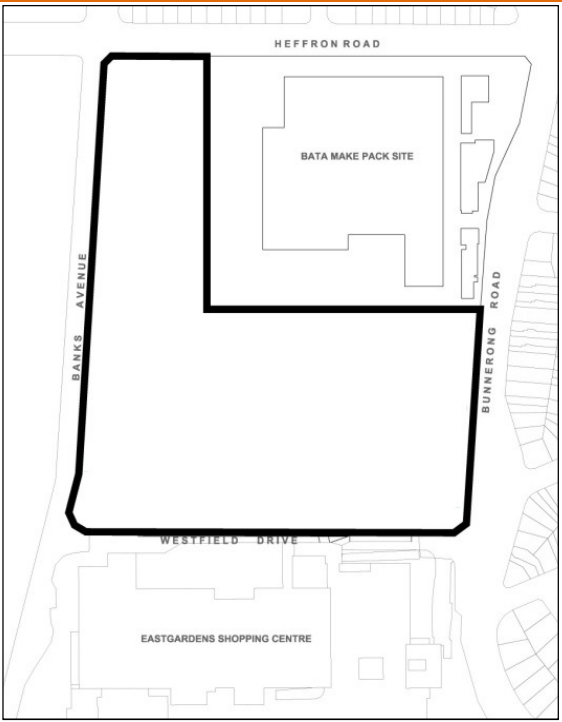 HEFFRON ROAD
BATA MAKE PACK SITE
BANKS AVENUE
BUNNERONG ROAD
WESTFIELD DRIVE
EASTGARDENS SHOPPING CENTRE